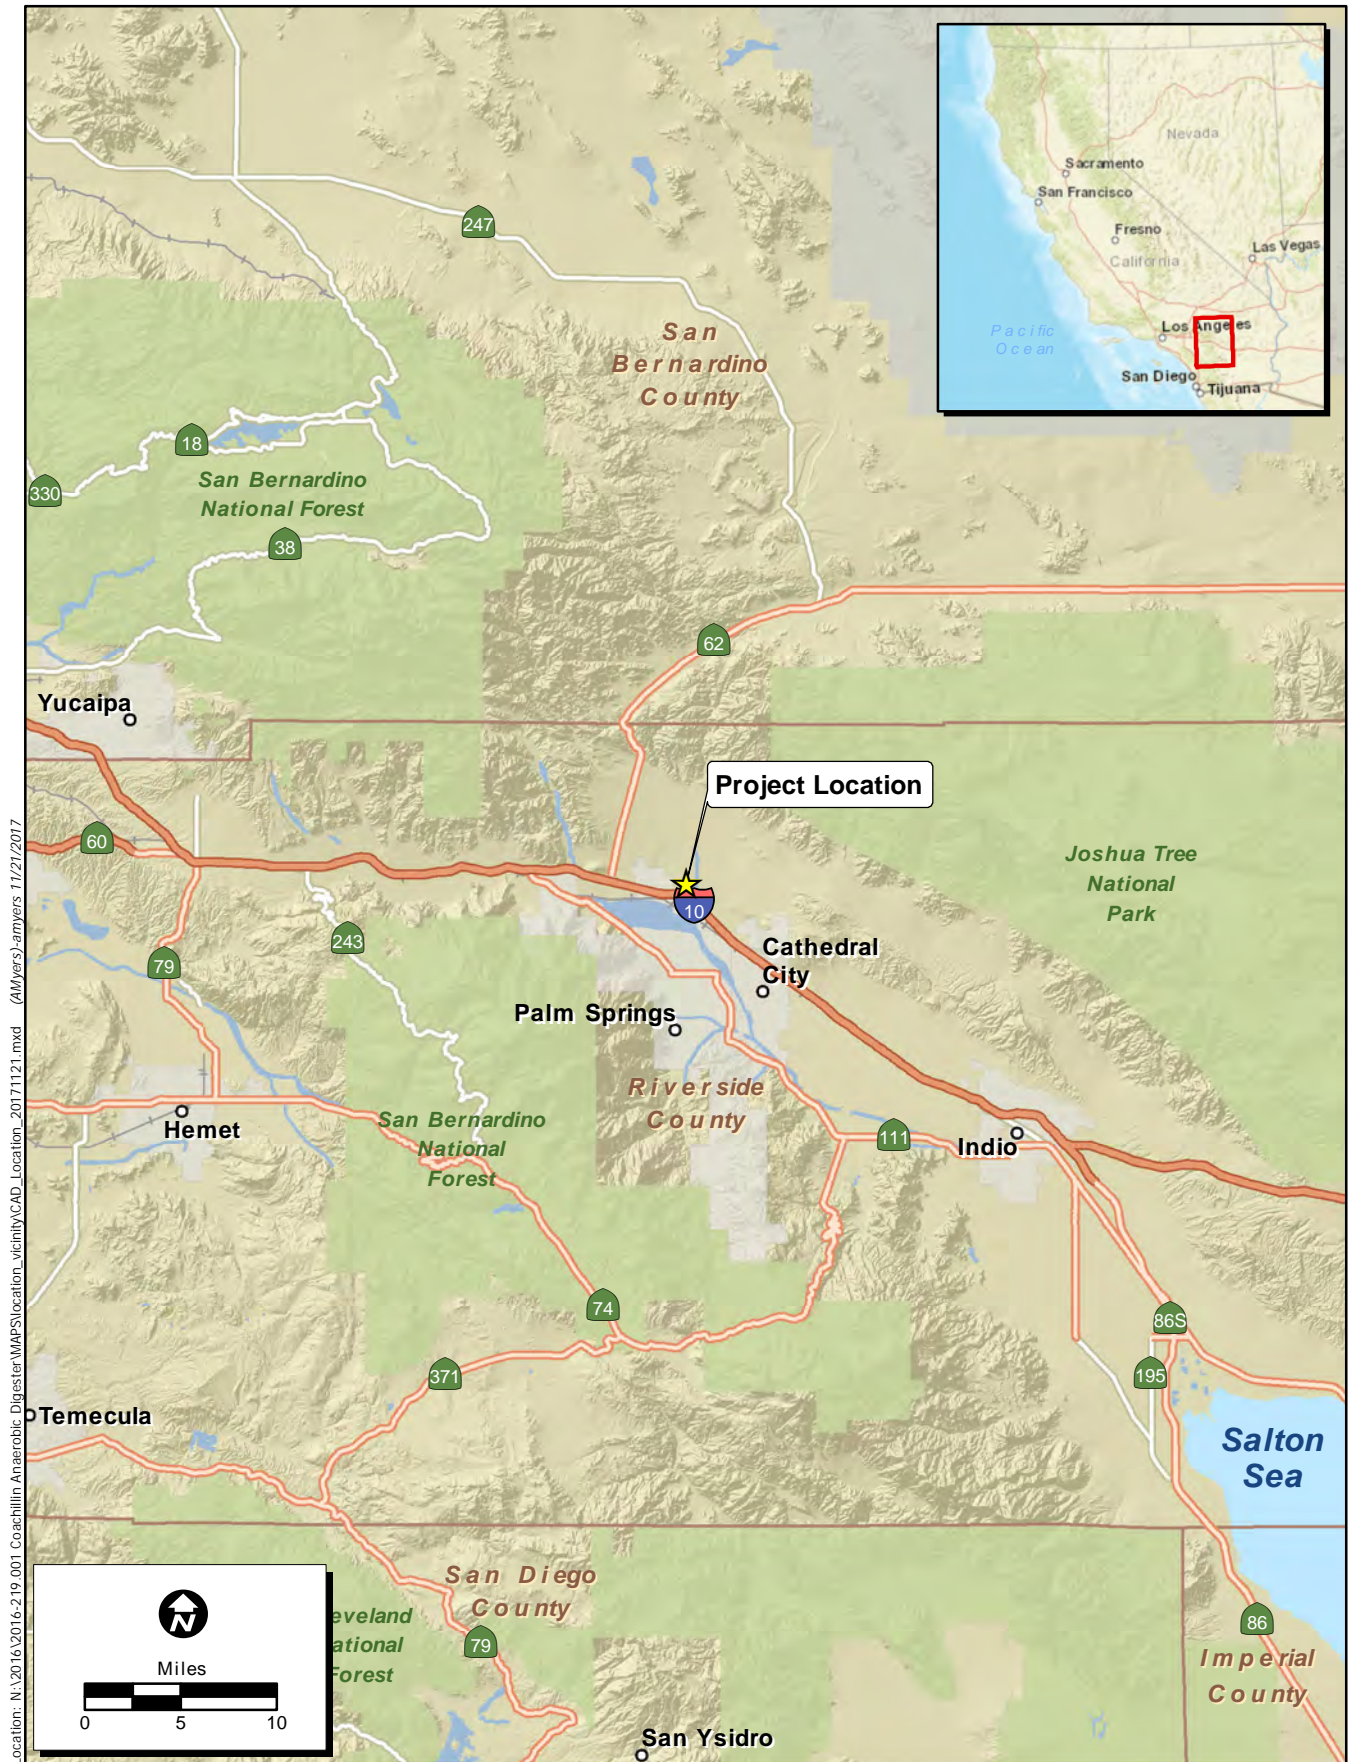 Nevada
Sacramento
San Francisco
Fresno
California
Las Vegas
Pacific
Ocean
Los Angeles
San Diego
Tijuana
247
San
Bernardino
County
18
330
San Bernardino
National Forest
38
62
Yucaipa
Project Location
60
Joshua Tree
National
Park
10
243
79
Cathedral
City
Palm Springs
Riverside
County
San Bernardino
National
Forest
Hemet
111
Indio
74
86S
371
195
Temecula
Salton
Sea
San Diego
County
eveland
ational
Forest
79
86
Imperial
County
Miles
N
0 5 10
San Ysidro
ocation: N:\2016\2016-219.001 Coachillin Anaerobic Digester\MAPS\location_vicinity\CAD_Location_20171121.mxd (AMyers)-amyers 11/21/2017